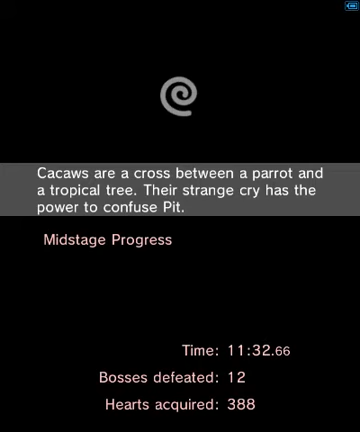 Cacaws are a cross between a parrot and
a tropical tree. Their strange cry has the
power to confuse Pit.
Midstage Progress
Time: 11:32.66
Bosses defeated: 12
Hearts acquired: 388